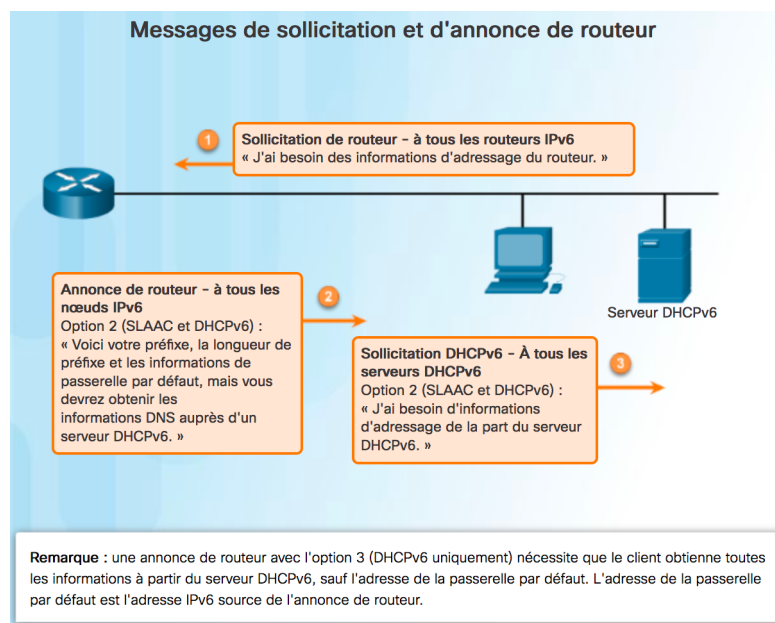 Messages de sollicitation et d'annonce de routeur
1
Sollicitation de routeur – à tous les routeurs IPv6
« J'ai besoin des informations d'adressage du routeur. »
Annonce de routeur – à tous les
nœuds IPv6
Option 2 (SLAAC et DHCPv6) :
« Voici votre préfixe, la longueur de
préfixe et les informations de
passerelle par défaut, mais vous
devrez obtenir les
informations DNS auprès d'un
serveur DHCPv6. »
2
Serveur DHCPv6
Sollicitation DHCPv6 – À tous les
serveurs DHCPv6
Option 2 (SLAAC et DHCPv6) :
« J'ai besoin d'informations
d'adressage de la part du serveur
DHCPv6. »
3
Remarque : une annonce de routeur avec l'option 3 (DHCPv6 uniquement) nécessite que le client obtienne toutes
les informations à partir du serveur DHCPv6, sauf l'adresse de la passerelle par défaut. L'adresse de la passerelle
par défaut est l'adresse IPv6 source de l'annonce de routeur.